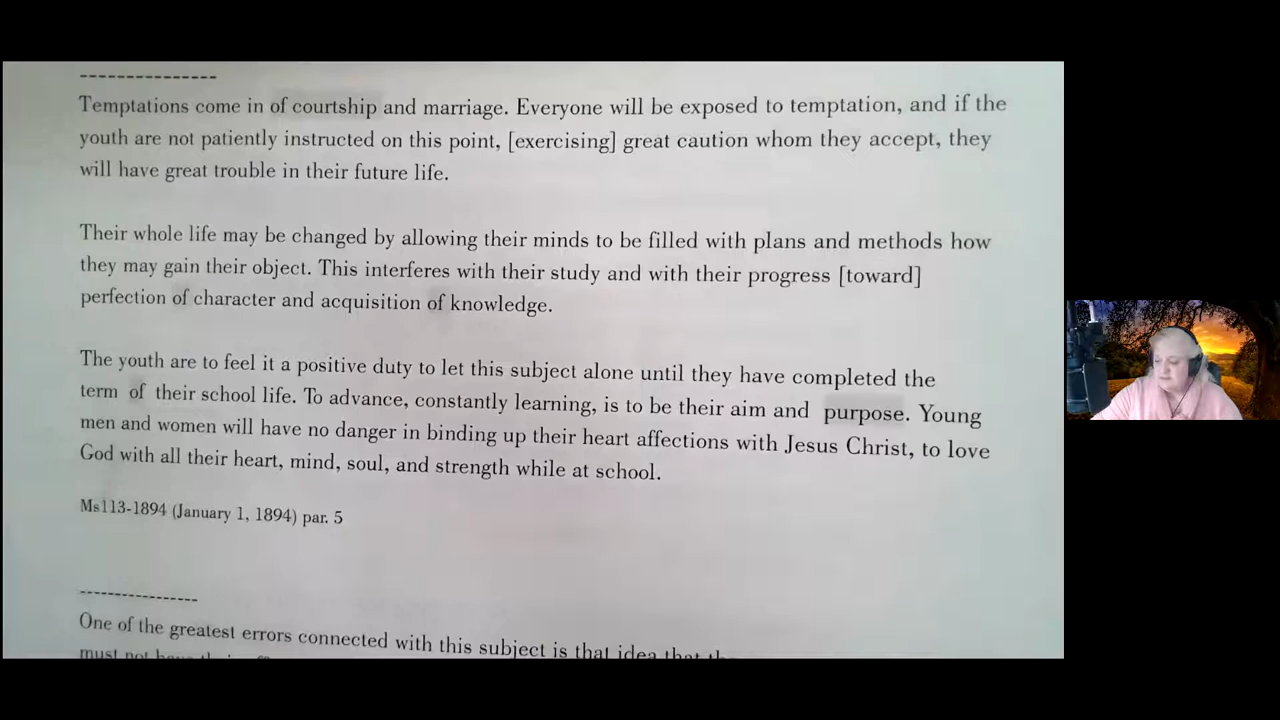 ---------------
Temptations come in of courtship and marriage. Everyone will be exposed to temptation, and if the
youth are not patiently instructed on this point, [exercising] great caution whom they accept, they
will have great trouble in their future life.
Their whole life may be changed by allowing their minds to be filled with plans and methods how
they may gain their object. This interferes with their study and with their progress [toward]
perfection of character and acquisition of knowledge.
The youth are to feel it a positive duty to let this subject alone until they have completed the
term of their school life. To advance, constantly learning, is to be their aim and purpose. Young
men and women will have no danger in binding up their heart affections with Jesus Christ, to love
God with all their heart, mind, soul, and strength while at school.
Ms113-1894 (January 1, 1894) par. 5
---------------
One of the greatest errors connected with this subject is that idea that
must not have their